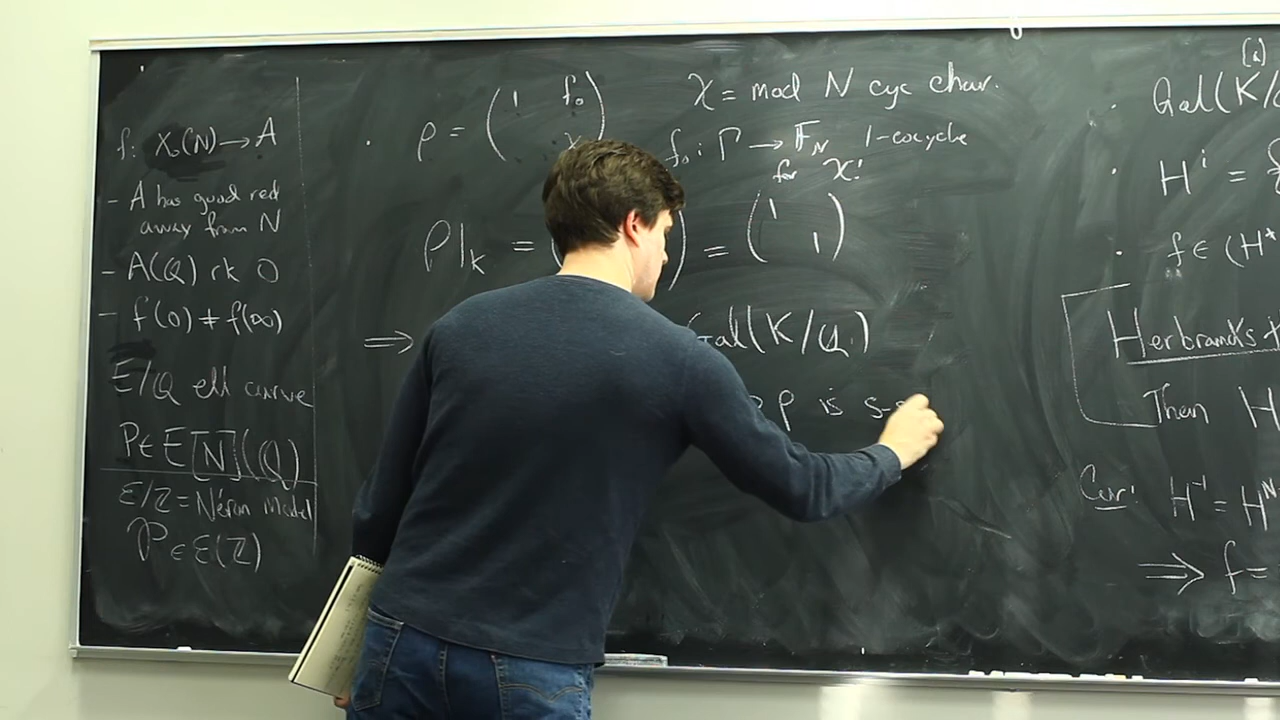 f: X₀(N) → A
- A has good red
away from N
- A(Q) rk 0
- f(0) ≠ f(∞)
E/Q ell curve
P ∈ E[N](Q)
ℰ/Z = Néron Model
𝒫 ∈ ℰ(Z)
· ρ = ( 1 f₀ χ )
χ = mod N cyc char.
f₀: Γ → F_N 1-cocycle
for χ!
ρ|_K = ( ) = ( 1 1 )
⟹ Gal(K/Q)
ρ is s-s
· Gal(K/
· H^i =
· f ∈ (H
Herbrand's
Then H
Cor: H^-1 = H^N
⟹ f =